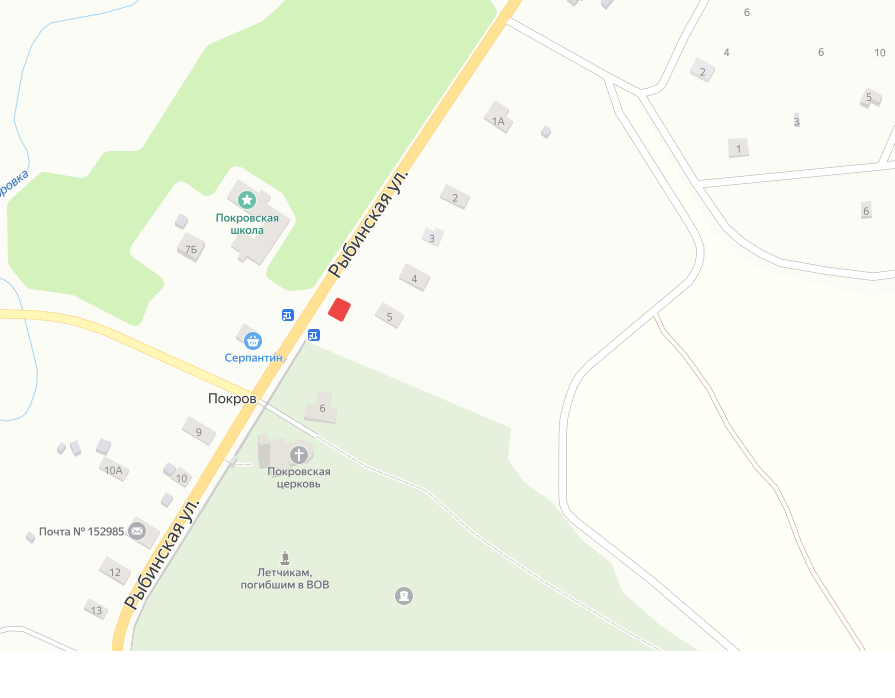 6
4
6
10
2
5
1А
3
1
Рыбинская ул.
Покровская
школа
2
6
7Б
3
4
5
Серпантин
Покров
6
9
Покровская
церковь
10А
10
Почта № 152985
Рыбинская ул.
12
Летчикам,
погибшим в ВОВ
13